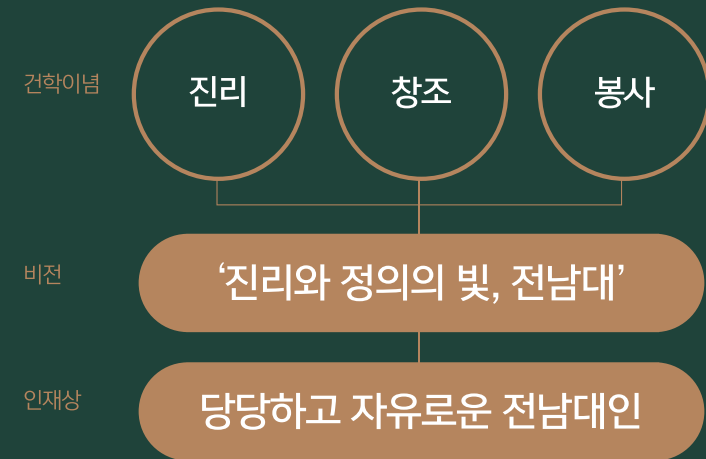 건학이념
진리
창조
봉사
비전
‘진리와 정의의 빛, 전남대’
인재상
당당하고 자유로운 전남대인